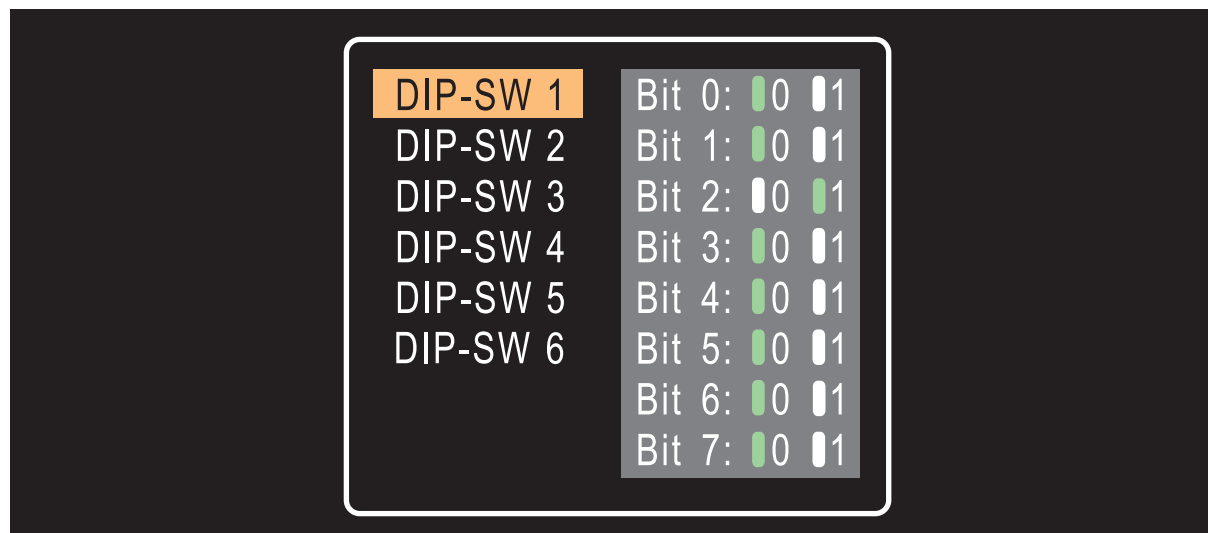 DIP-SW 1 Bit 0: 0 1
DIP-SW 2 Bit 1: 0 1
DIP-SW 3 Bit 2: 0 1
DIP-SW 4 Bit 3: 0 1
DIP-SW 5 Bit 4: 0 1
DIP-SW 6 Bit 5: 0 1
Bit 6: 0 1
Bit 7: 0 1